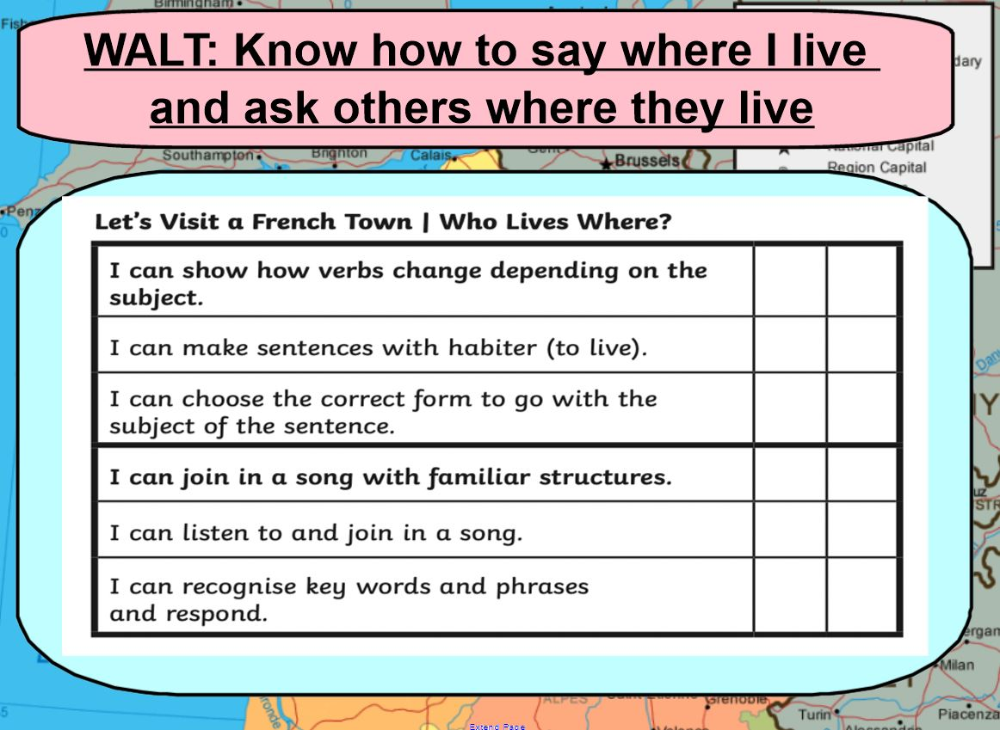 Birmingham
WALT: Know how to say where I live
and ask others where they live
dary
Southampton
Brighton
Calais
Brussels
National Capital
Region Capital
Let's Visit a French Town | Who Lives Where?
I can show how verbs change depending on the
subject.
I can make sentences with habiter (to live).
I can choose the correct form to go with the
subject of the sentence.
I can join in a song with familiar structures.
I can listen to and join in a song.
I can recognise key words and phrases
and respond.
Milan
ALPES
Grenoble
Turin
Piacenza
Extend Page